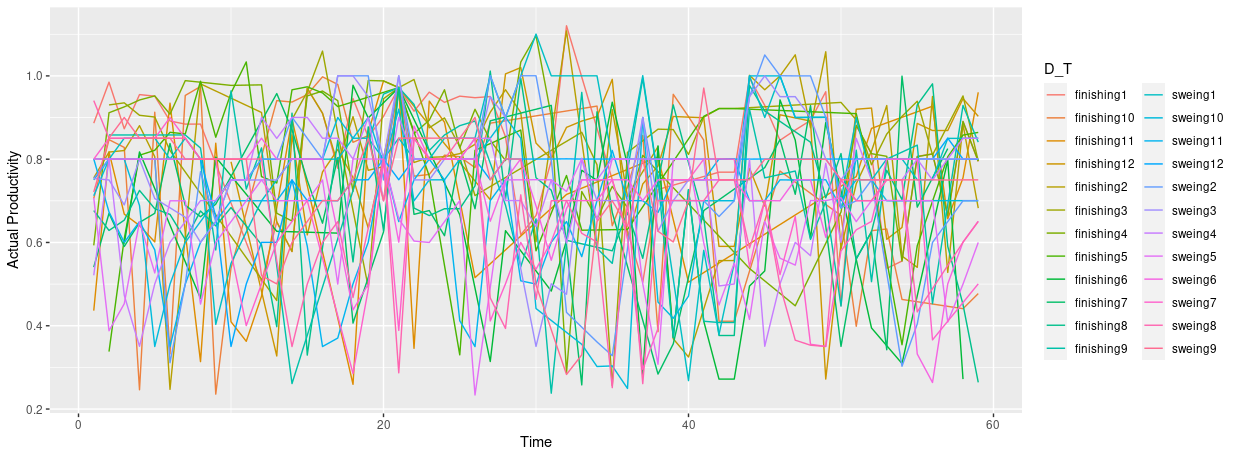 Actual Productivity
1.0
0.8
0.6
0.4
0.2
0
20
40
60
Time
D_T
finishing1
finishing10
finishing11
finishing12
finishing2
finishing3
finishing4
finishing5
finishing6
finishing7
finishing8
finishing9
sweing1
sweing10
sweing11
sweing12
sweing2
sweing3
sweing4
sweing5
sweing6
sweing7
sweing8
sweing9